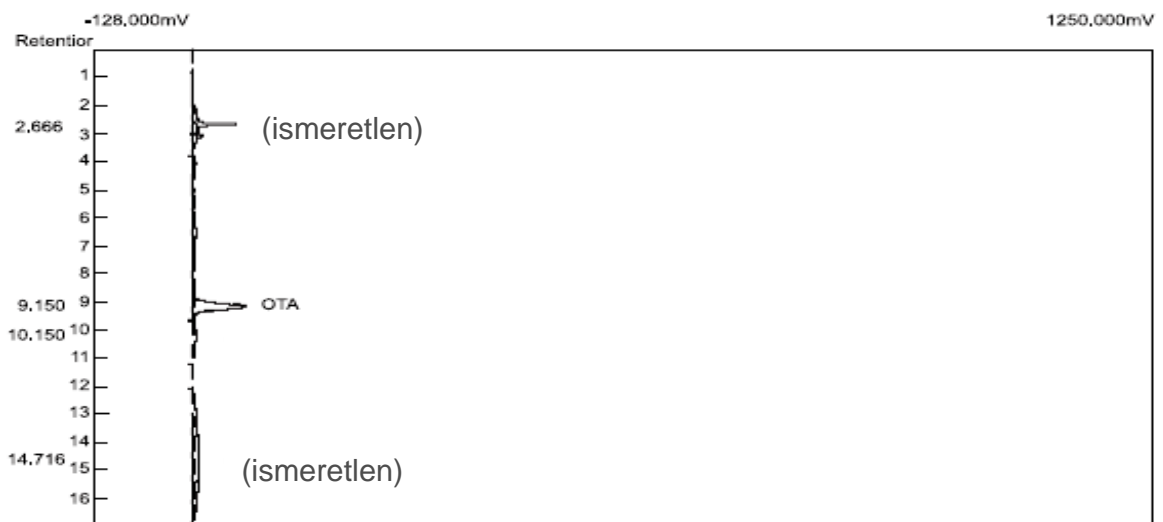 -128.000mV 1250.000mV
Retentior
1
2
2.666 3 (ismeretlen)
4
5
6
7
8
9.150 9 OTA
10.150 10
11
12
13
14
14.716 15 (ismeretlen)
16